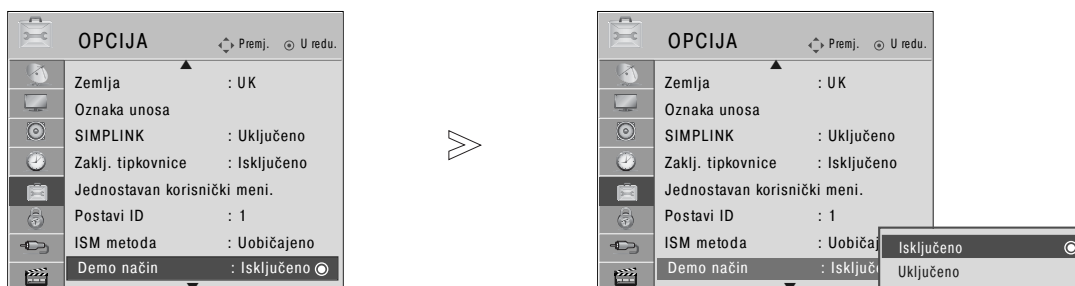 OPCIJA Premj. U redu.
Zemlja : UK
Oznaka unosa
SIMPLINK : Uključeno
Zaklj. tipkovnice : Isključeno
Jednostavan korisnički meni.
Postavi ID : 1
ISM metoda : Uobičajeno
Demo način : Isključeno
OPCIJA Premj. U redu.
Zemlja : UK
Oznaka unosa
SIMPLINK : Uključeno
Zaklj. tipkovnice : Isključeno
Jednostavan korisnički meni.
Postavi ID : 1
ISM metoda : Uobičaj
Demo način : Isključ
Isključeno
Uključeno